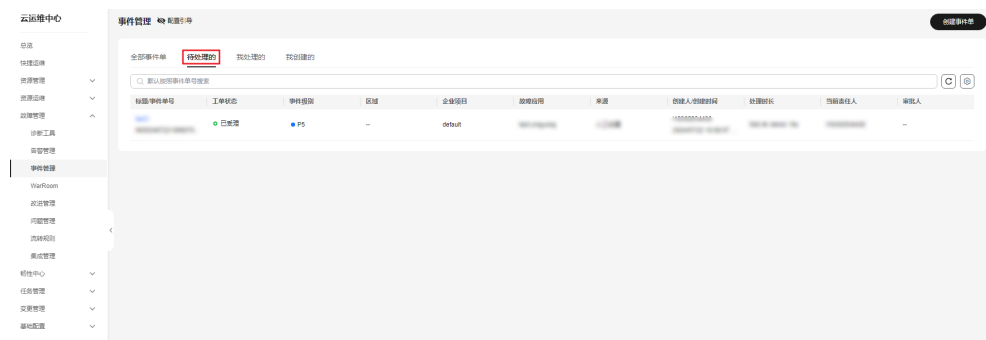 云运维中心
事件管理 配置引导
创建事件单
总览
快捷运维
资源管理
资源运维
故障管理
诊断工具
告警管理
事件管理
WarRoom
改进管理
问题管理
流转规则
集成管理
韧性中心
任务管理
变更管理
基础配置
全部事件单 待处理的 我处理的 我创建的
默认按照事件单号搜索
标题/事件单号 工单状态 事件级别 区域 企业项目 故障应用 来源 创建人/创建时间 处理时长 当前责任人 审批人
已受理 P5 -- default --